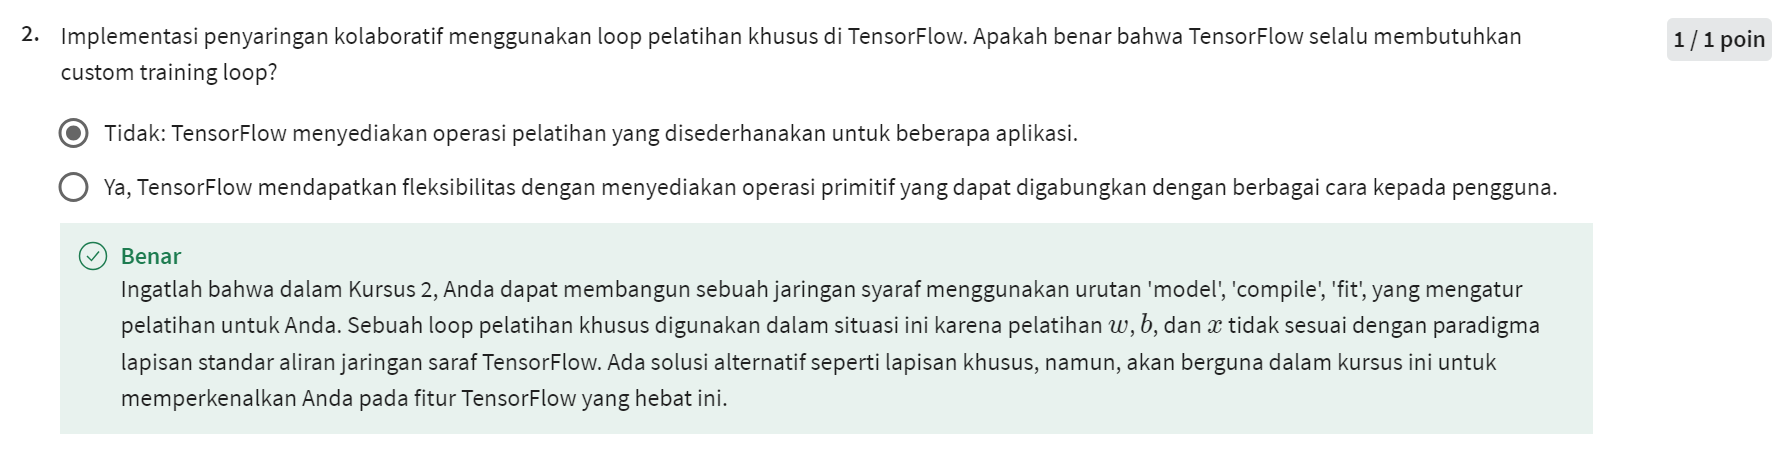 2. Implementasi penyaringan kolaboratif menggunakan loop pelatihan khusus di TensorFlow. Apakah benar bahwa TensorFlow selalu membutuhkan
1 / 1 poin
custom training loop?
Tidak: TensorFlow menyediakan operasi pelatihan yang disederhanakan untuk beberapa aplikasi.
Ya, TensorFlow mendapatkan fleksibilitas dengan menyediakan operasi primitif yang dapat digabungkan dengan berbagai cara kepada pengguna.
Benar
Ingatlah bahwa dalam Kursus 2, Anda dapat membangun sebuah jaringan syaraf menggunakan urutan 'model', 'compile', 'fit', yang mengatur
pelatihan untuk Anda. Sebuah loop pelatihan khusus digunakan dalam situasi ini karena pelatihan w, b, dan x tidak sesuai dengan paradigma
lapisan standar aliran jaringan saraf TensorFlow. Ada solusi alternatif seperti lapisan khusus, namun, akan berguna dalam kursus ini untuk
memperkenalkan Anda pada fitur TensorFlow yang hebat ini.